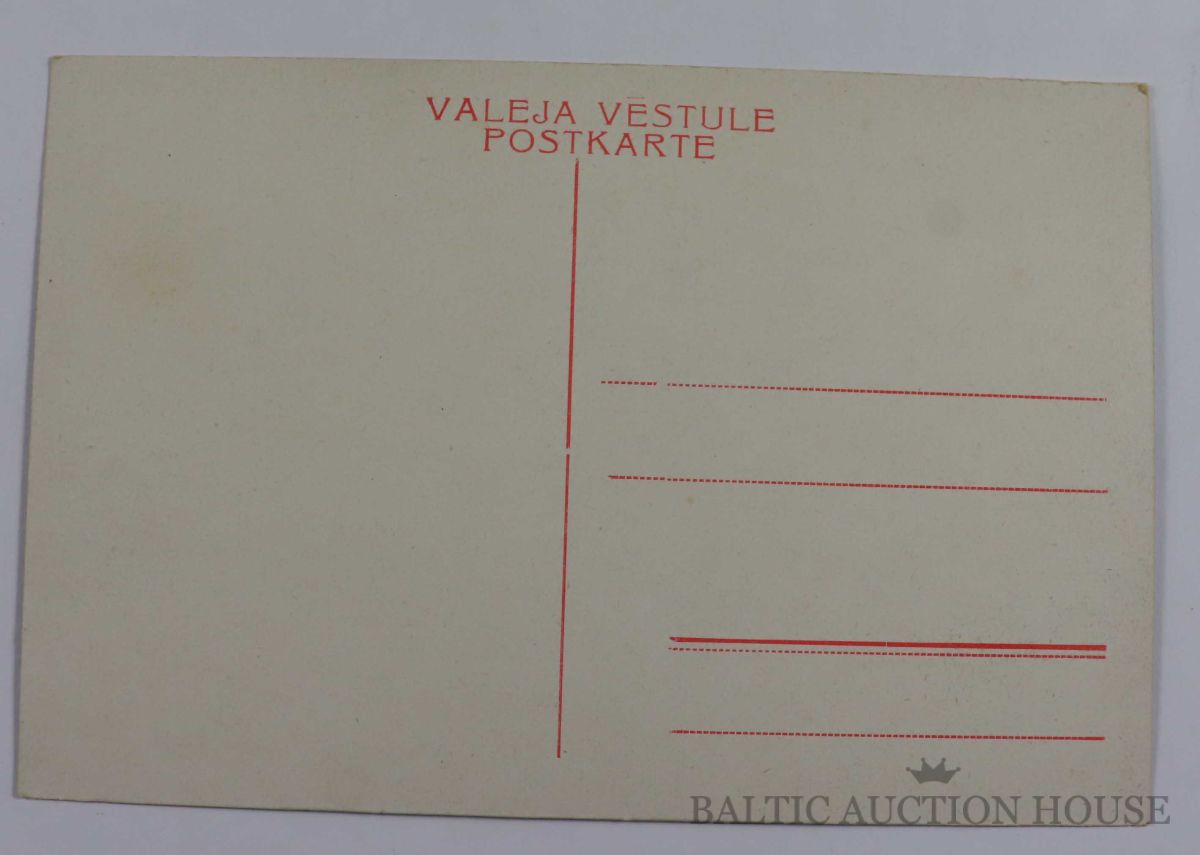 VALEJA VĒSTULE
POSTKARTE
BALTIC AUCTION HOUSE